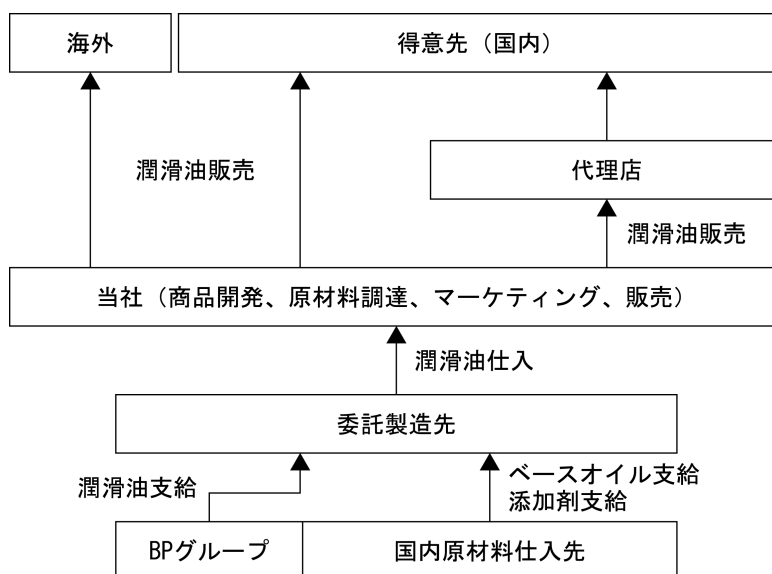 海外
得意先（国内）
潤滑油販売
代理店
潤滑油販売
当社（商品開発、原材料調達、マーケティング、販売）
潤滑油仕入
委託製造先
潤滑油支給
ベースオイル支給
添加剤支給
BPグループ
国内原材料仕入先